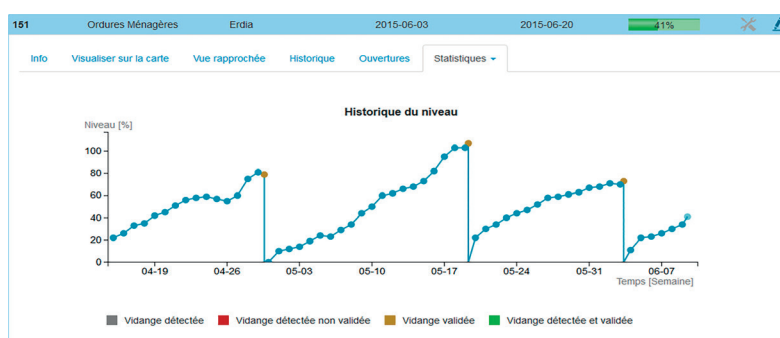 151 Ordures Ménagères Erdia 2015-06-03 2015-06-20 41%
Info Visualiser sur la carte Vue rapprochée Historique Ouvertures Statistiques
Historique du niveau
Niveau [%]
100
80
60
40
20
0
04-19 04-26 05-03 05-10 05-17 05-24 05-31 06-07
Temps [Semaine]
Vidange détectée Vidange détectée non validée Vidange validée Vidange détectée et validée